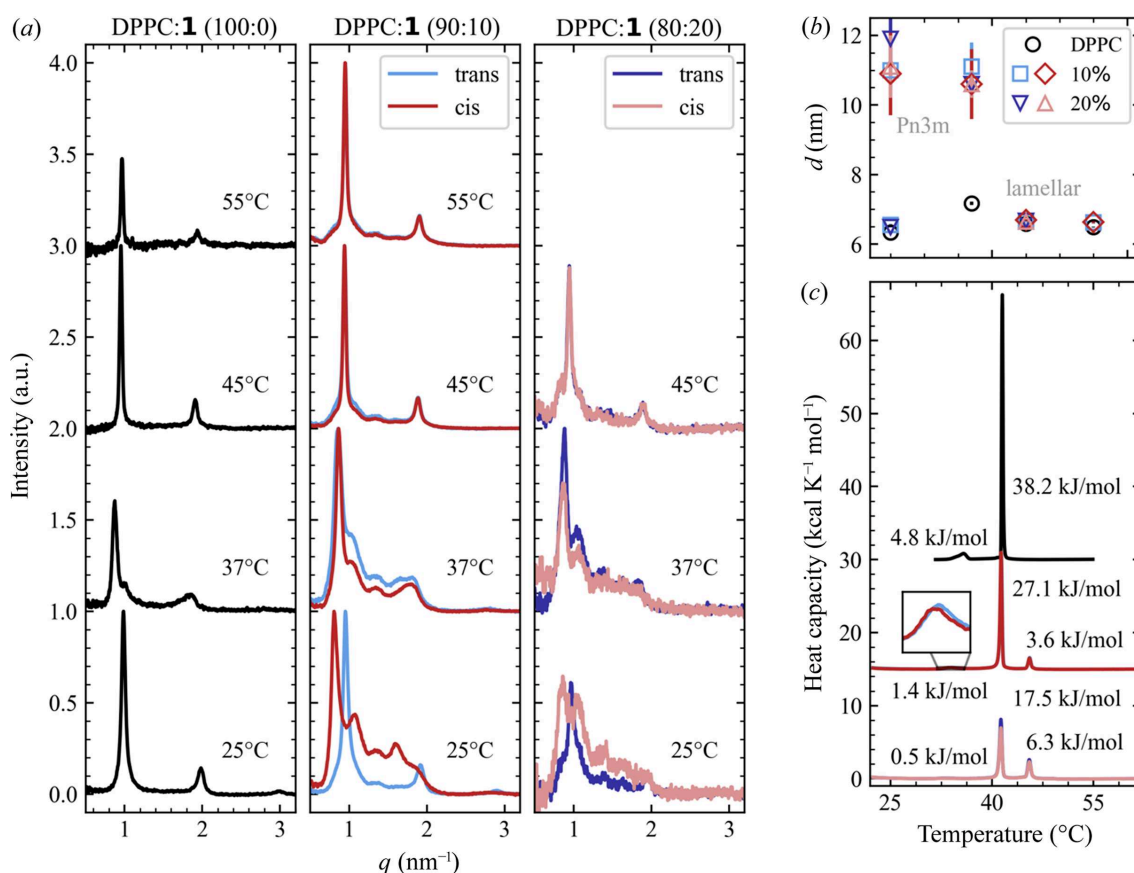 (a)
DPPC:1 (100:0)
DPPC:1 (90:10)
DPPC:1 (80:20)
trans
cis
trans
cis
55°C
45°C
37°C
25°C
55°C
45°C
37°C
25°C
45°C
37°C
25°C
4.0
3.5
3.0
2.5
2.0
1.5
1.0
0.5
0.0
Intensity (a.u.)
1 2 3
1 2 3
1 2 3
q (nm⁻¹)
(b)
12
10
8
6
d (nm)
DPPC
10%
20%
Pn3m
lamellar
(c)
60
50
40
30
20
10
0
Heat capacity (kcal K⁻¹ mol⁻¹)
38.2 kJ/mol
4.8 kJ/mol
27.1 kJ/mol
3.6 kJ/mol
1.4 kJ/mol
17.5 kJ/mol
0.5 kJ/mol
6.3 kJ/mol
25 40 55
Temperature (°C)